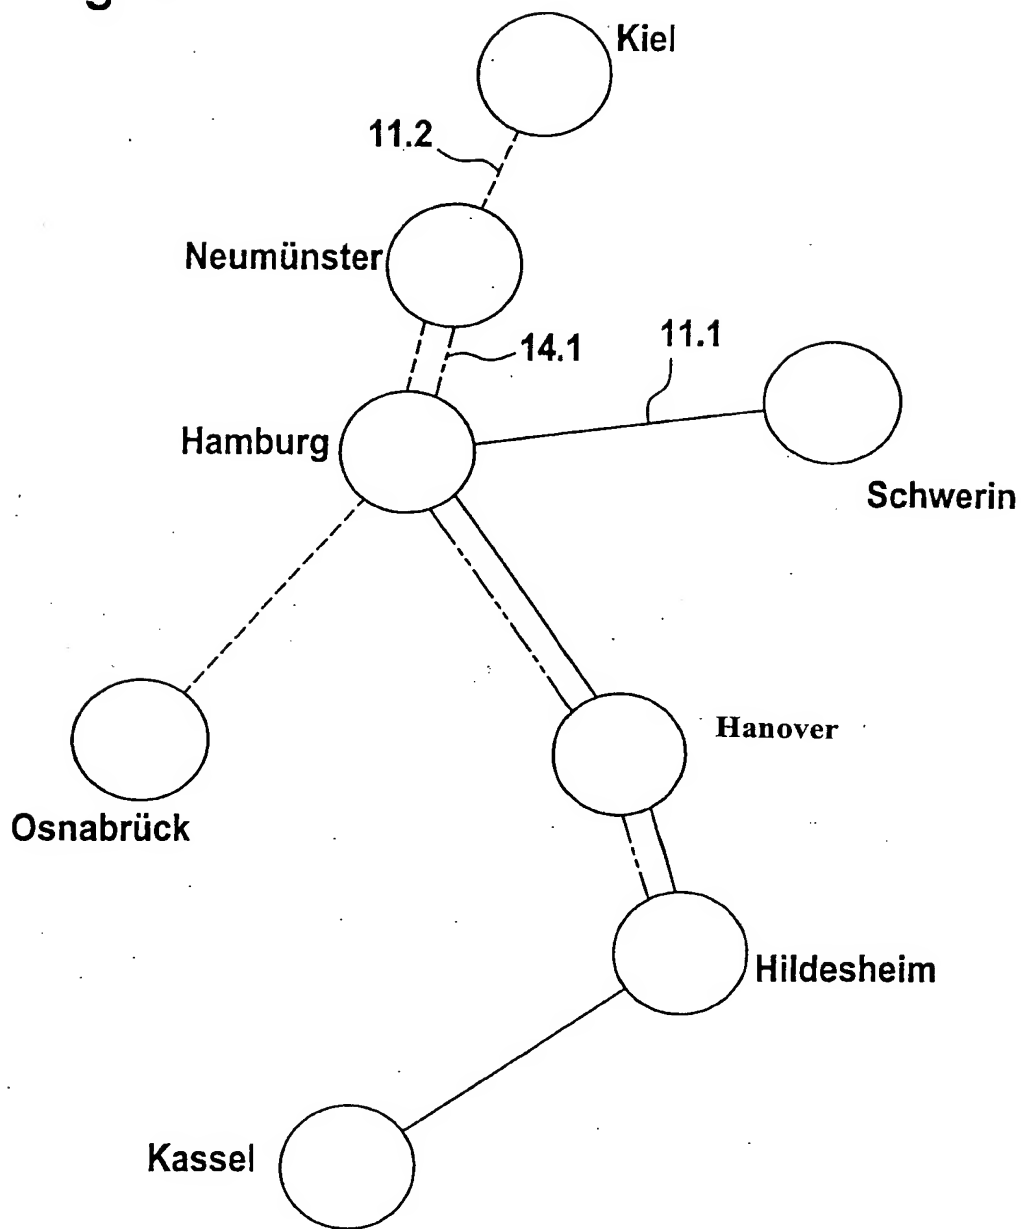 Kiel
11.2
Neumünster
14.1
11.1
Hamburg
Schwerin
Hanover
Osnabrück
Hildesheim
Kassel